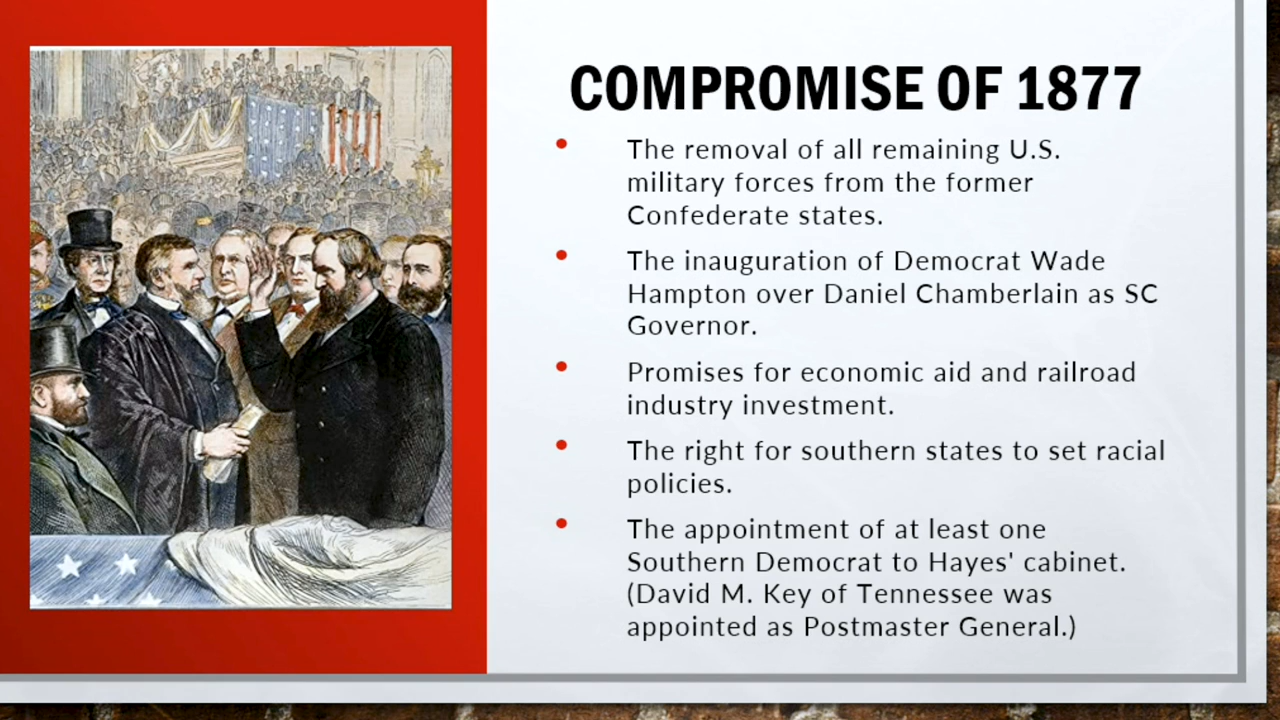 COMPROMISE OF 1877
• The removal of all remaining U.S.
military forces from the former
Confederate states.
• The inauguration of Democrat Wade
Hampton over Daniel Chamberlain as SC
Governor.
• Promises for economic aid and railroad
industry investment.
• The right for southern states to set racial
policies.
• The appointment of at least one
Southern Democrat to Hayes' cabinet.
(David M. Key of Tennessee was
appointed as Postmaster General.)